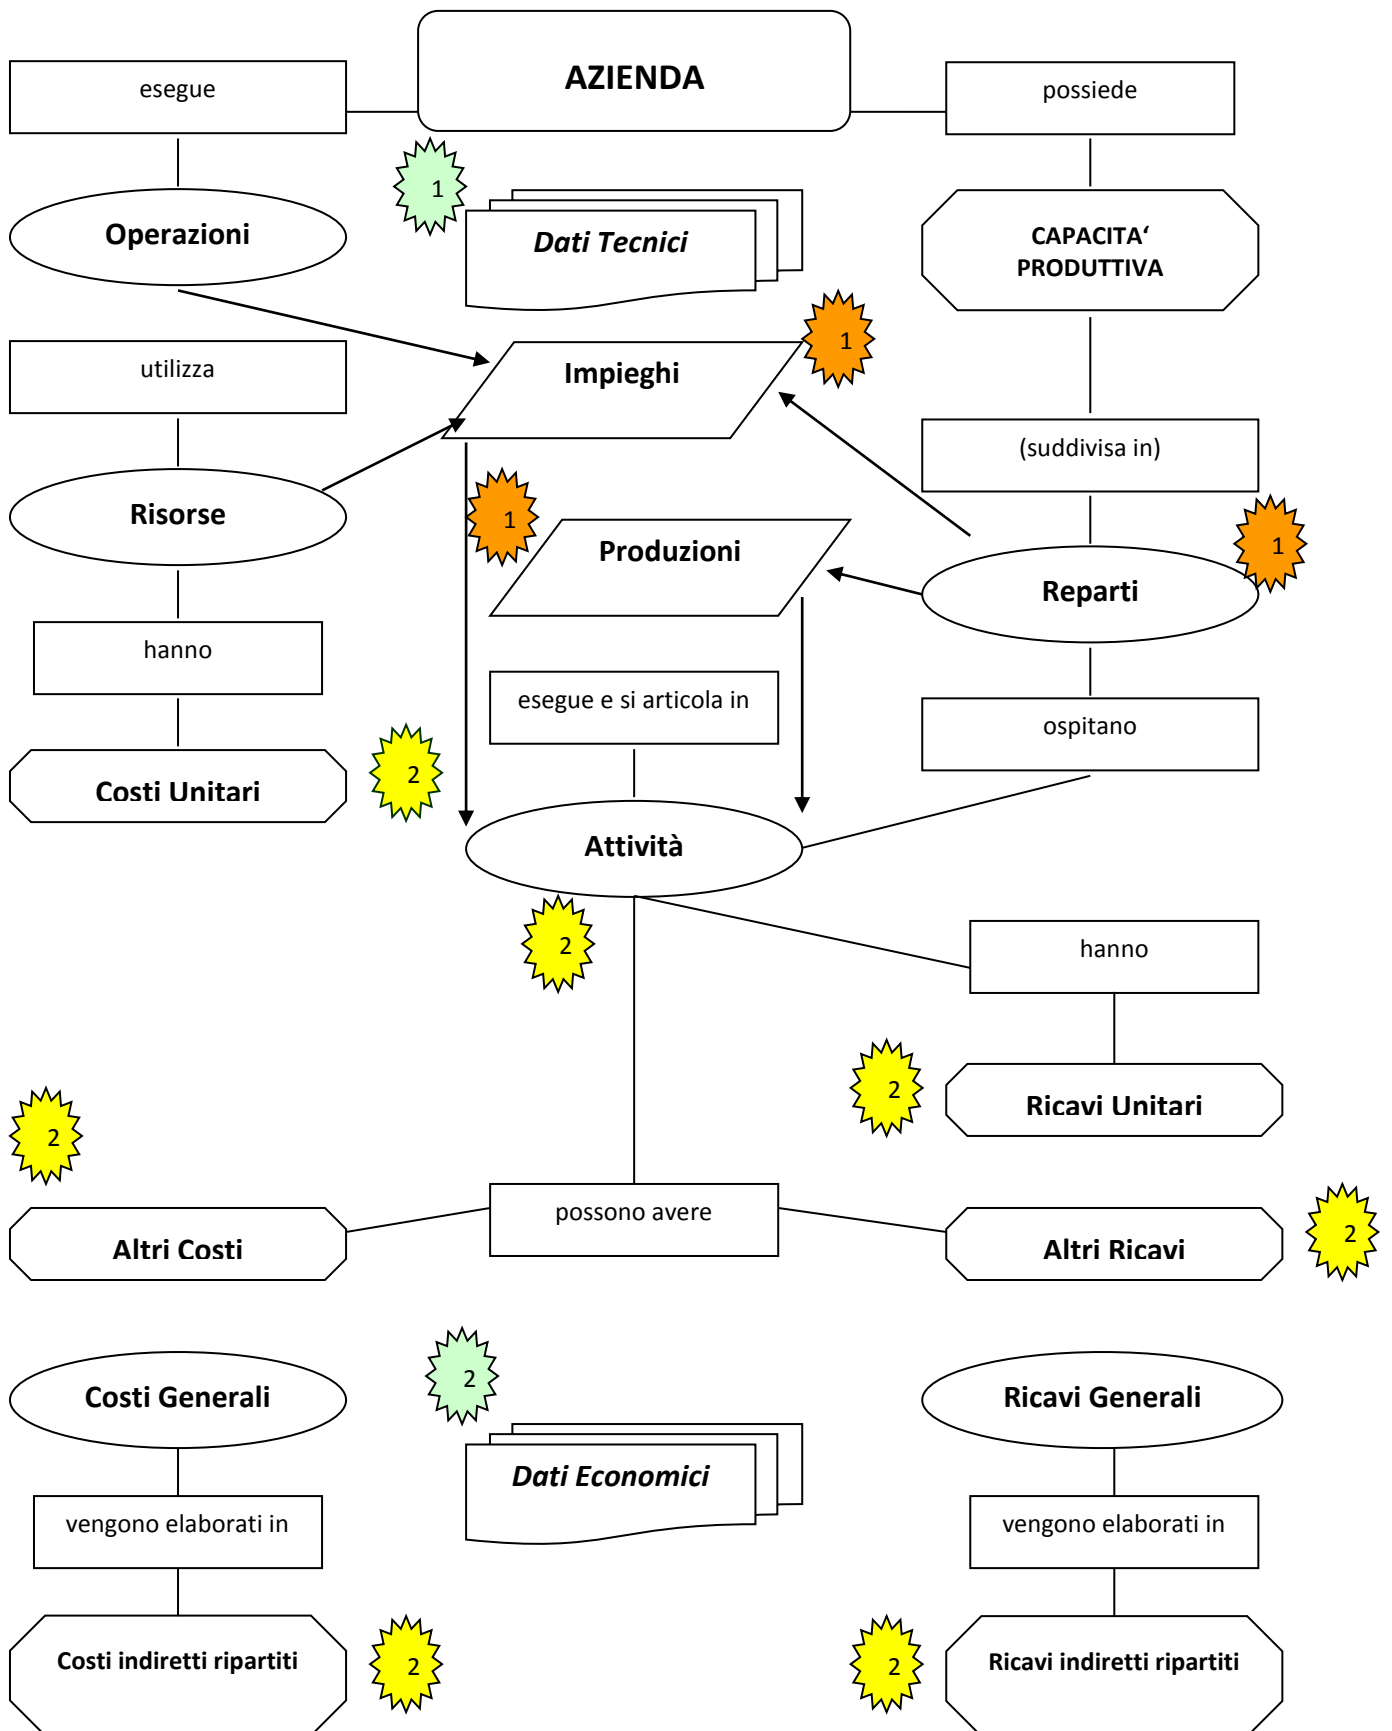 AZIENDA
esegue
possiede
1
Operazioni
Dati Tecnici
CAPACITA‘
PRODUTTIVA
1
utilizza
Impieghi
(suddivisa in)
1
Risorse
Produzioni
1
Reparti
hanno
esegue e si articola in
ospitano
2
Costi Unitari
Attività
2
hanno
2
Ricavi Unitari
2
possono avere
Altri Costi
Altri Ricavi
2
2
Costi Generali
Ricavi Generali
Dati Economici
vengono elaborati in
vengono elaborati in
Costi indiretti ripartiti
2
2
Ricavi indiretti ripartiti